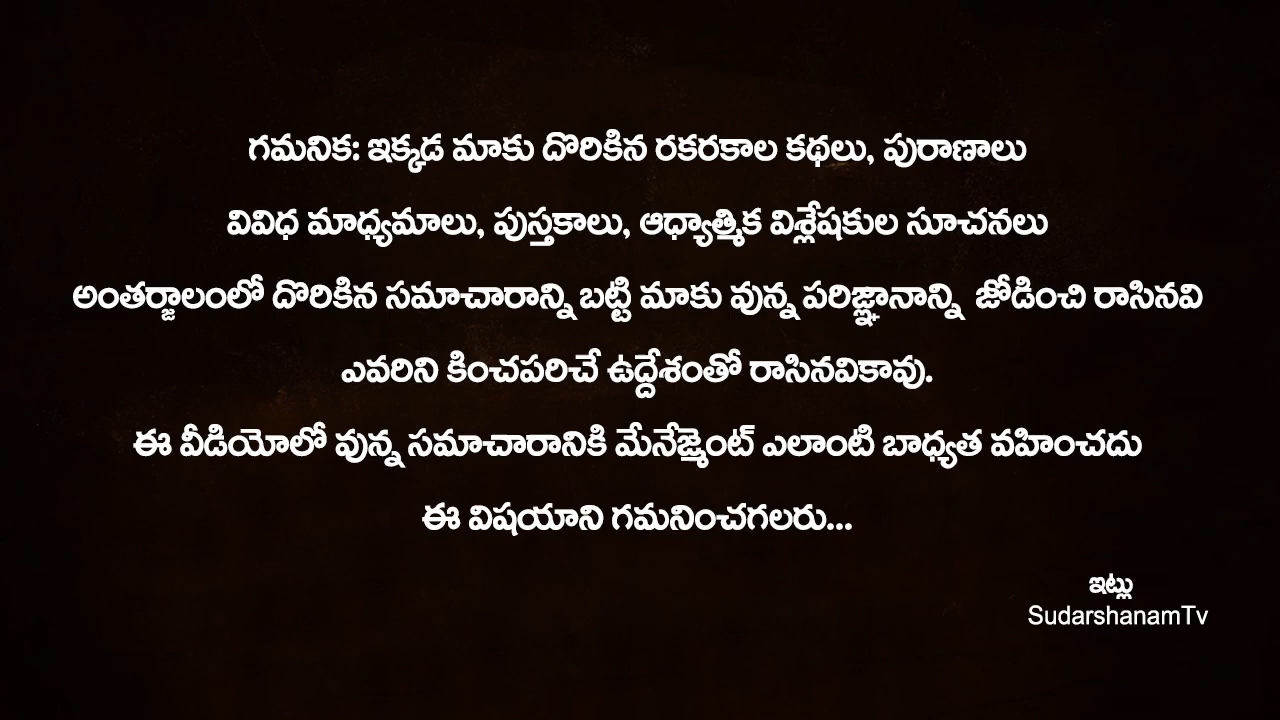 గమనిక: ఇక్కడ మాకు దొరికిన రకరకాల కథలు, పురాణాలు
వివిధ మాధ్యమాలు, పుస్తకాలు, ఆధ్యాత్మిక విశ్లేషకుల సూచనలు
అంతర్జాలంలో దొరికిన సమాచారాన్ని బట్టి మాకు వున్న పరిజ్ఞానాన్ని జోడించి రాసినవి
ఎవరిని కించపరిచే ఉద్దేశంతో రాసినవికావు.
ఈ వీడియోలో వున్న సమాచారానికి మేనేజ్మెంట్ ఎలాంటి బాధ్యత వహించదు
ఈ విషయాని గమనించగలరు...
ఇట్లు
SudarshanamTv